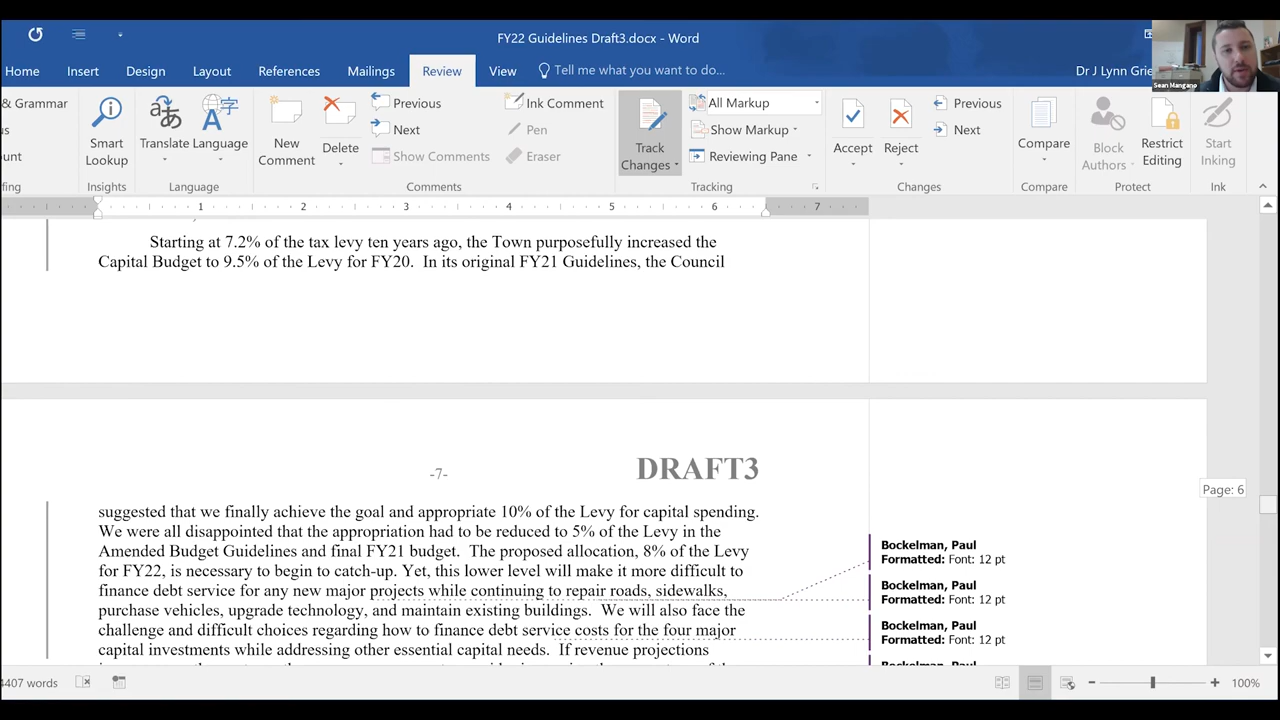 FY22 Guidelines Draft3.docx - Word
Home Insert Design Layout References Mailings Review View Tell me what you want to do... Dr J Lynn Grie
Sean Mangano
& Grammar
Smart Lookup
Insights
Translate Language
Language
New Comment
Delete
Previous
Next
Show Comments
Ink Comment
Pen
Eraser
Comments
Track Changes
All Markup
Show Markup
Reviewing Pane
Tracking
Accept
Reject
Previous
Next
Changes
Compare
Compare
Block Authors
Restrict Editing
Protect
Start Inking
Ink
1 2 3 4 5 6 7
Starting at 7.2% of the tax levy ten years ago, the Town purposefully increased the
Capital Budget to 9.5% of the Levy for FY20. In its original FY21 Guidelines, the Council
-7- DRAFT3
Page: 6
suggested that we finally achieve the goal and appropriate 10% of the Levy for capital spending.
We were all disappointed that the appropriation had to be reduced to 5% of the Levy in the
Amended Budget Guidelines and final FY21 budget. The proposed allocation, 8% of the Levy
for FY22, is necessary to begin to catch-up. Yet, this lower level will make it more difficult to
finance debt service for any new major projects while continuing to repair roads, sidewalks,
purchase vehicles, upgrade technology, and maintain existing buildings. We will also face the
challenge and difficult choices regarding how to finance debt service costs for the four major
capital investments while addressing other essential capital needs. If revenue projections
Bockelman, Paul
Formatted: Font: 12 pt
Bockelman, Paul
Formatted: Font: 12 pt
Bockelman, Paul
Formatted: Font: 12 pt
Bockelman, Paul
4407 words
100%